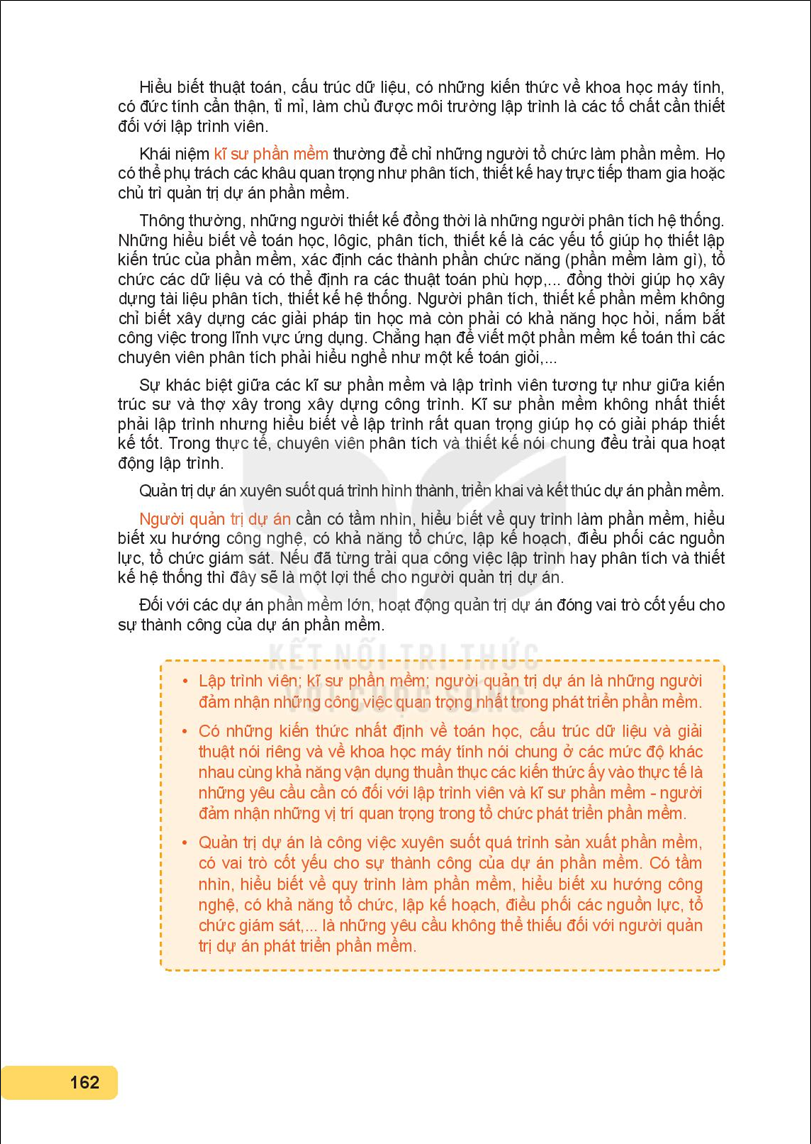 Hiểu biết thuật toán, cấu trúc dữ liệu, có những kiến thức về khoa học máy tính,
có đức tính cẩn thận, tỉ mỉ, làm chủ được môi trường lập trình là các tố chất cần thiết
đối với lập trình viên.
Khái niệm kĩ sư phần mềm thường để chỉ những người tổ chức làm phần mềm. Họ
có thể phụ trách các khâu quan trọng như phân tích, thiết kế hay trực tiếp tham gia hoặc
chủ trì quản trị dự án phần mềm.
Thông thường, những người thiết kế đồng thời là những người phân tích hệ thống.
Những hiểu biết về toán học, lôgic, phân tích, thiết kế là các yếu tố giúp họ thiết lập
kiến trúc của phần mềm, xác định các thành phần chức năng (phần mềm làm gì), tổ
chức các dữ liệu và có thể định ra các thuật toán phù hợp,... đồng thời giúp họ xây
dựng tài liệu phân tích, thiết kế hệ thống. Người phân tích, thiết kế phần mềm không
chỉ biết xây dựng các giải pháp tin học mà còn phải có khả năng học hỏi, nắm bắt
công việc trong lĩnh vực ứng dụng. Chẳng hạn để viết một phần mềm kế toán thì các
chuyên viên phân tích phải hiểu nghề như một kế toán giỏi,...
Sự khác biệt giữa các kĩ sư phần mềm và lập trình viên tương tự như giữa kiến
trúc sư và thợ xây trong xây dựng công trình. Kĩ sư phần mềm không nhất thiết
phải lập trình nhưng hiểu biết về lập trình rất quan trọng giúp họ có giải pháp thiết
kế tốt. Trong thực tế, chuyên viên phân tích và thiết kế nói chung đều trải qua hoạt
động lập trình.
Quản trị dự án xuyên suốt quá trình hình thành, triển khai và kết thúc dự án phần mềm.
Người quản trị dự án cần có tầm nhìn, hiểu biết về quy trình làm phần mềm, hiểu
biết xu hướng công nghệ, có khả năng tổ chức, lập kế hoạch, điều phối các nguồn
lực, tổ chức giám sát. Nếu đã từng trải qua công việc lập trình hay phân tích và thiết
kế hệ thống thì đây sẽ là một lợi thế cho người quản trị dự án.
Đối với các dự án phần mềm lớn, hoạt động quản trị dự án đóng vai trò cốt yếu cho
sự thành công của dự án phần mềm.
KẾT NỐI TRI THỨC
VỚI CUỘC SỐNG
• Lập trình viên; kĩ sư phần mềm; người quản trị dự án là những người
đảm nhận những công việc quan trọng nhất trong phát triển phần mềm.
• Có những kiến thức nhất định về toán học, cấu trúc dữ liệu và giải
thuật nói riêng và về khoa học máy tính nói chung ở các mức độ khác
nhau cùng khả năng vận dụng thuần thục các kiến thức ấy vào thực tế là
những yêu cầu cần có đối với lập trình viên và kĩ sư phần mềm - người
đảm nhận những vị trí quan trọng trong tổ chức phát triển phần mềm.
• Quản trị dự án là công việc xuyên suốt quá trình sản xuất phần mềm,
có vai trò cốt yếu cho sự thành công của dự án phần mềm. Có tầm
nhìn, hiểu biết về quy trình làm phần mềm, hiểu biết xu hướng công
nghệ, có khả năng tổ chức, lập kế hoạch, điều phối các nguồn lực, tổ
chức giám sát,... là những yêu cầu không thể thiếu đối với người quản
trị dự án phát triển phần mềm.
162